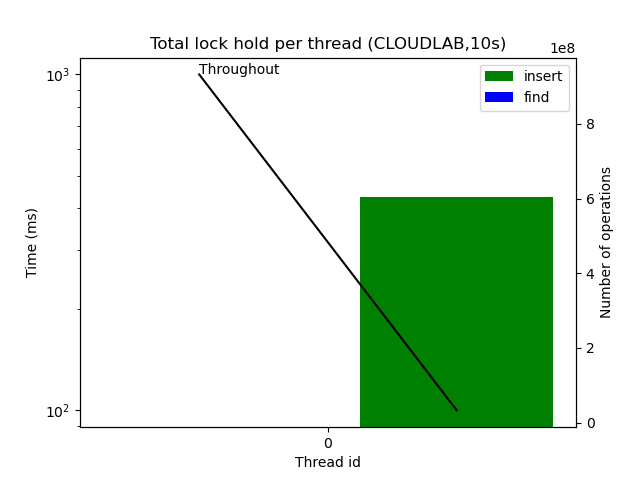 Total lock hold per thread (CLOUDLAB,10s)
1e8
Throughout
insert
find
10³
10²
Time (ms)
8
6
4
2
0
Number of operations
0
Thread id